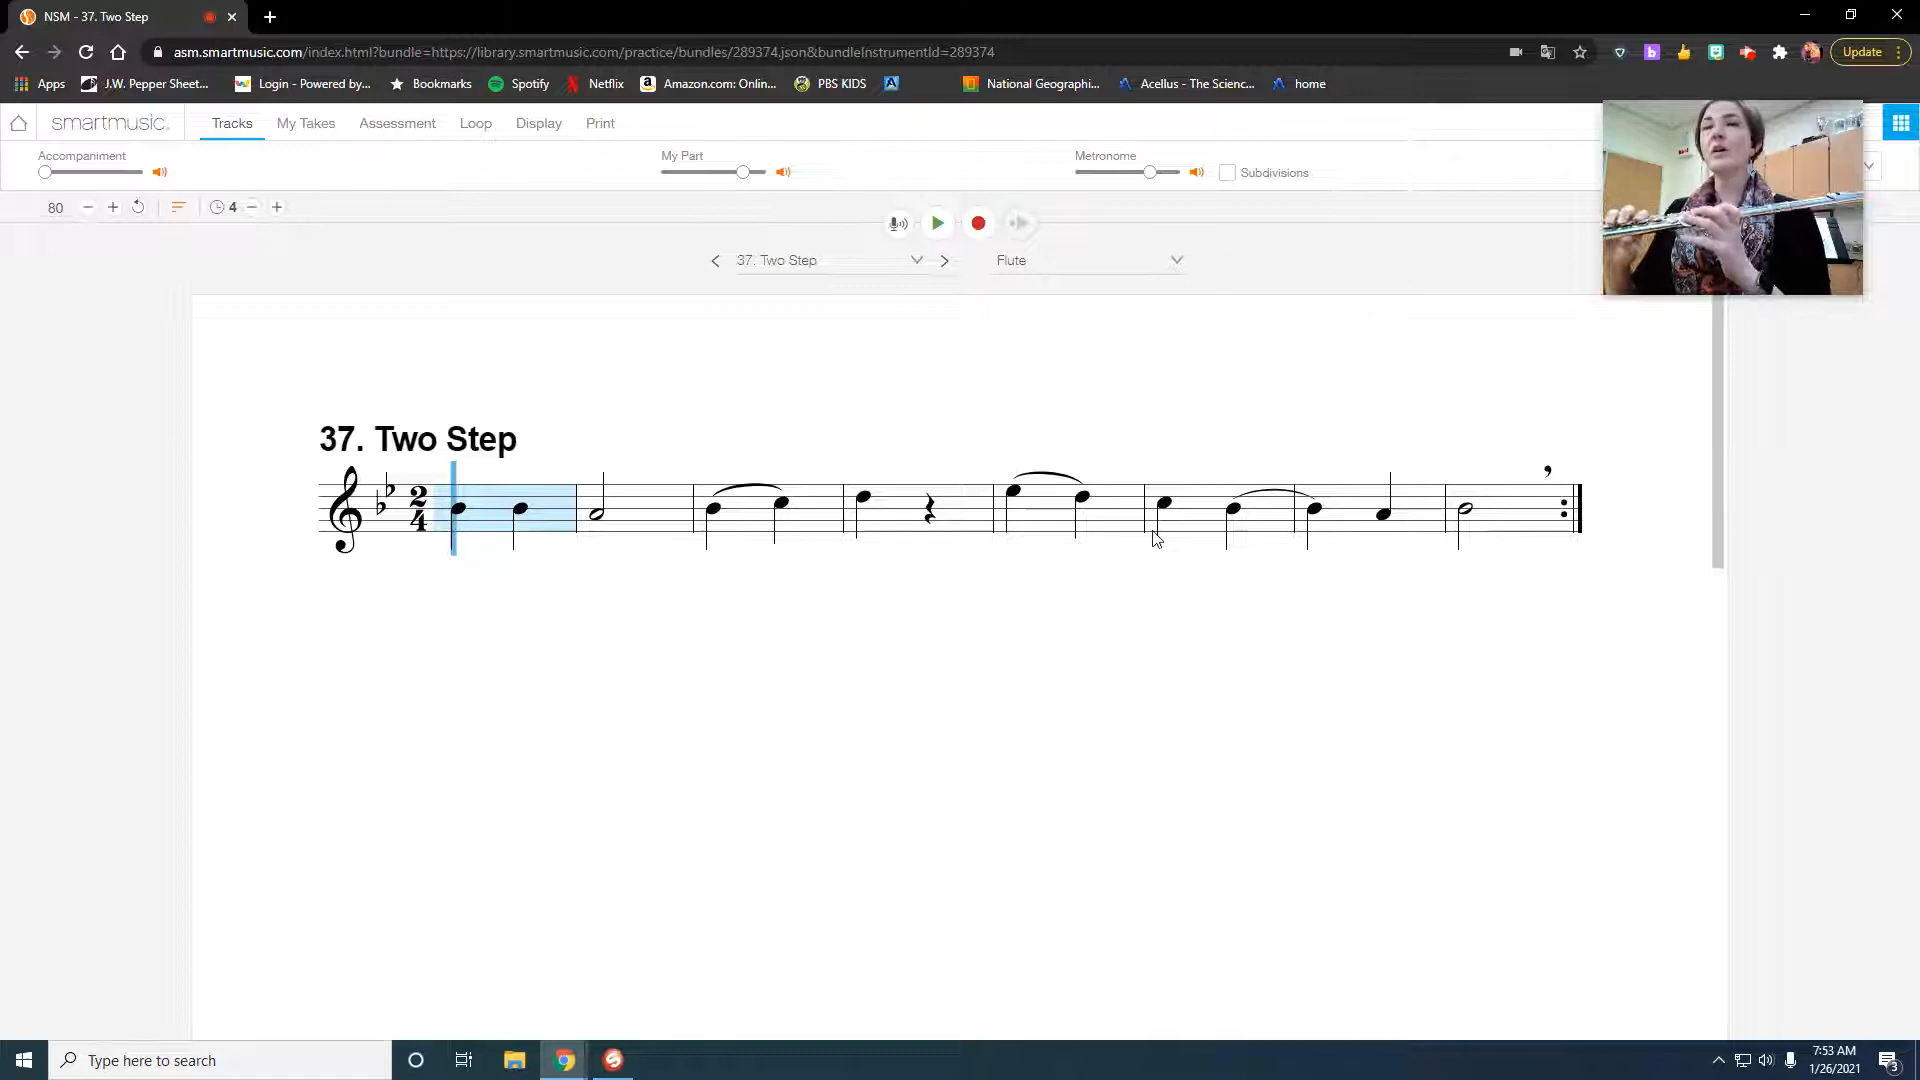 NSM - 37. Two Step
asm.smartmusic.com/index.html?bundle=https://library.smartmusic.com/practice/bundles/289374.json&bundleInstrumentId=289374
Update
Apps
J.W. Pepper Sheet...
Login - Powered by...
Bookmarks
Spotify
Netflix
Amazon.com: Onlin...
PBS KIDS
National Geographi...
Acellus - The Scienc...
home
smartmusic
Tracks
My Takes
Assessment
Loop
Display
Print
Accompaniment
My Part
Metronome
Subdivisions
80
4
37. Two Step
Flute
37. Two Step
2
4
Type here to search
7:53 AM
1/26/2021
3